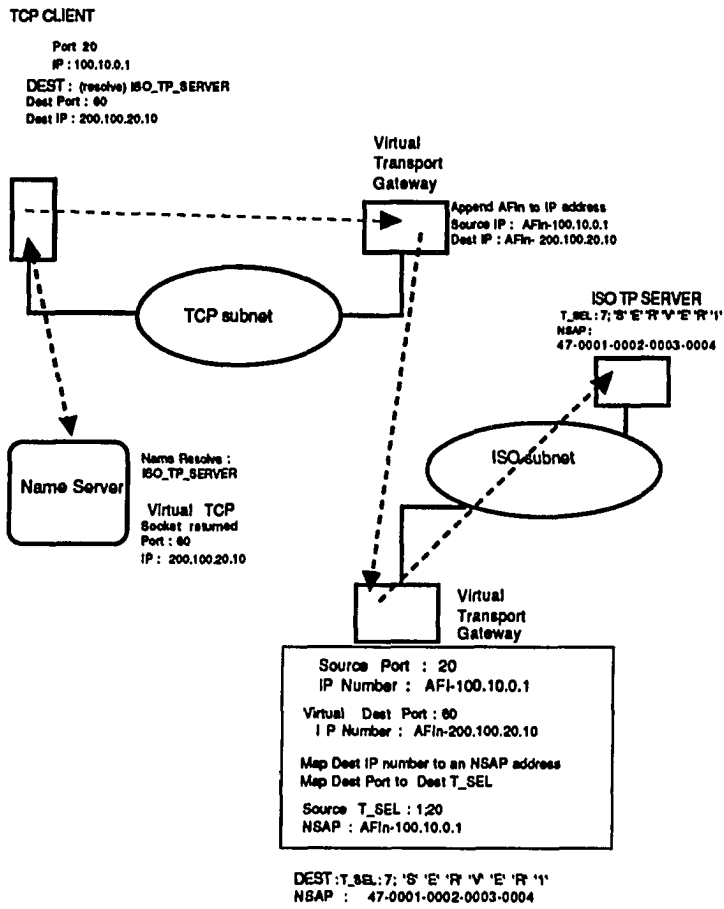 TCP CLIENT
Port 20
IP : 100.10.0.1
DEST : (resolve) ISO_TP_SERVER
Dest Port : 60
Dest IP : 200.100.20.10
Virtual
Transport
Gateway
Append AFIn to IP address
Source IP : AFIn-100.10.0.1
Dest IP : AFIn- 200.100.20.10
TCP subnet
ISO TP SERVER
T_SEL : 7; 'S' 'E' 'R' 'V' 'E' 'R' '1'
NSAP :
47-0001-0002-0003-0004
ISO subnet
Name Server
Name Resolve :
ISO_TP_SERVER
Virtual TCP
Socket returned
Port : 60
IP : 200.100.20.10
Virtual
Transport
Gateway
Source Port : 20
IP Number : AFI-100.10.0.1
Virtual Dest Port : 60
I P Number : AFIn-200.100.20.10
Map Dest IP number to an NSAP address
Map Dest Port to Dest T_SEL
Source T_SEL : 1;20
NSAP : AFIn-100.10.0.1
DEST : T_SEL : 7; 'S' 'E' 'R' 'V' 'E' 'R' '1'
NSAP : 47-0001-0002-0003-0004